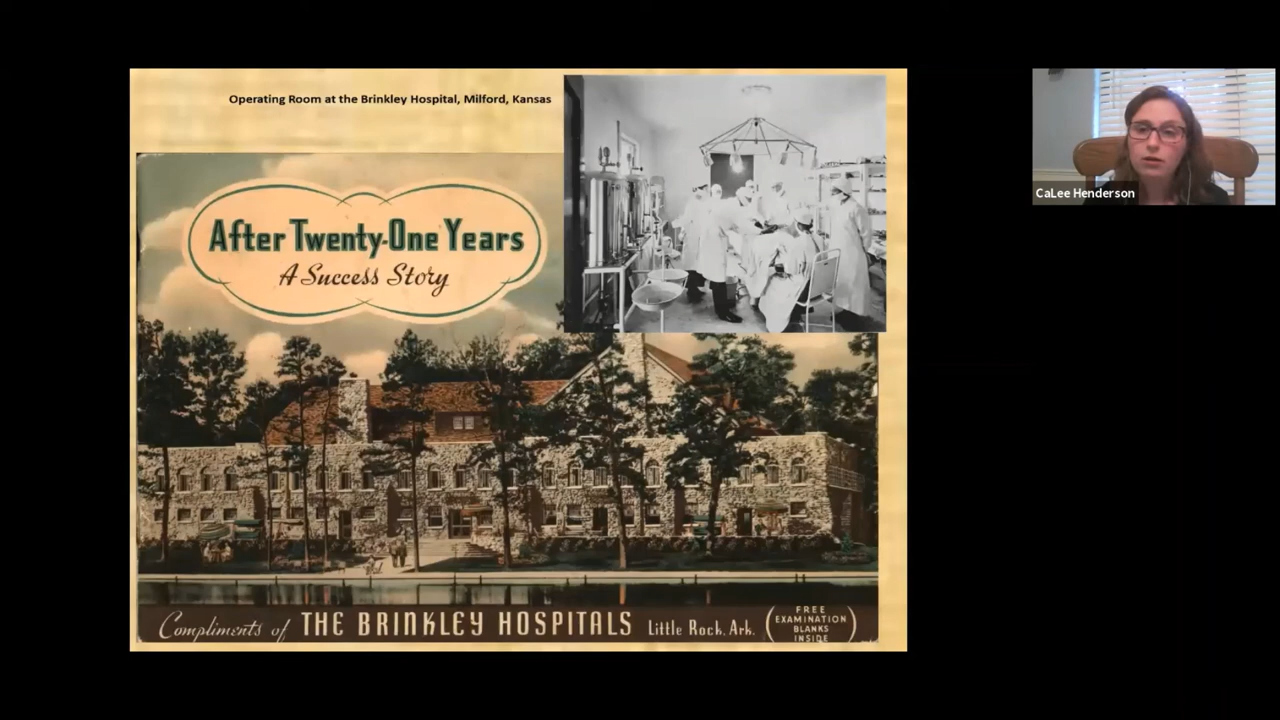 Operating Room at the Brinkley Hospital, Milford, Kansas
After Twenty-One Years
A Success Story
CaLee Henderson
Compliments of THE BRINKLEY HOSPITALS Little Rock, Ark.
FREE
EXAMINATION
BLANKS
INSIDE